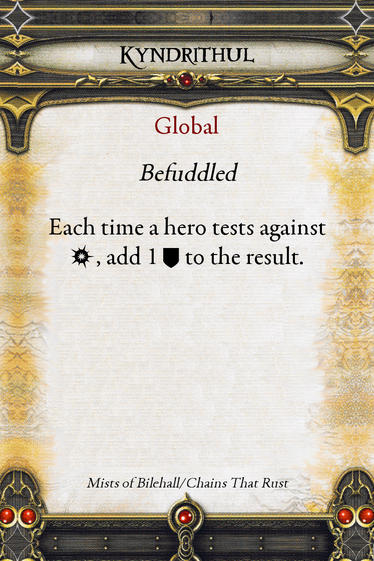 Kyndrithul
Global
Befuddled
Each time a hero tests against
, add 1 to the result.
Mists of Bilehall/Chains That Rust